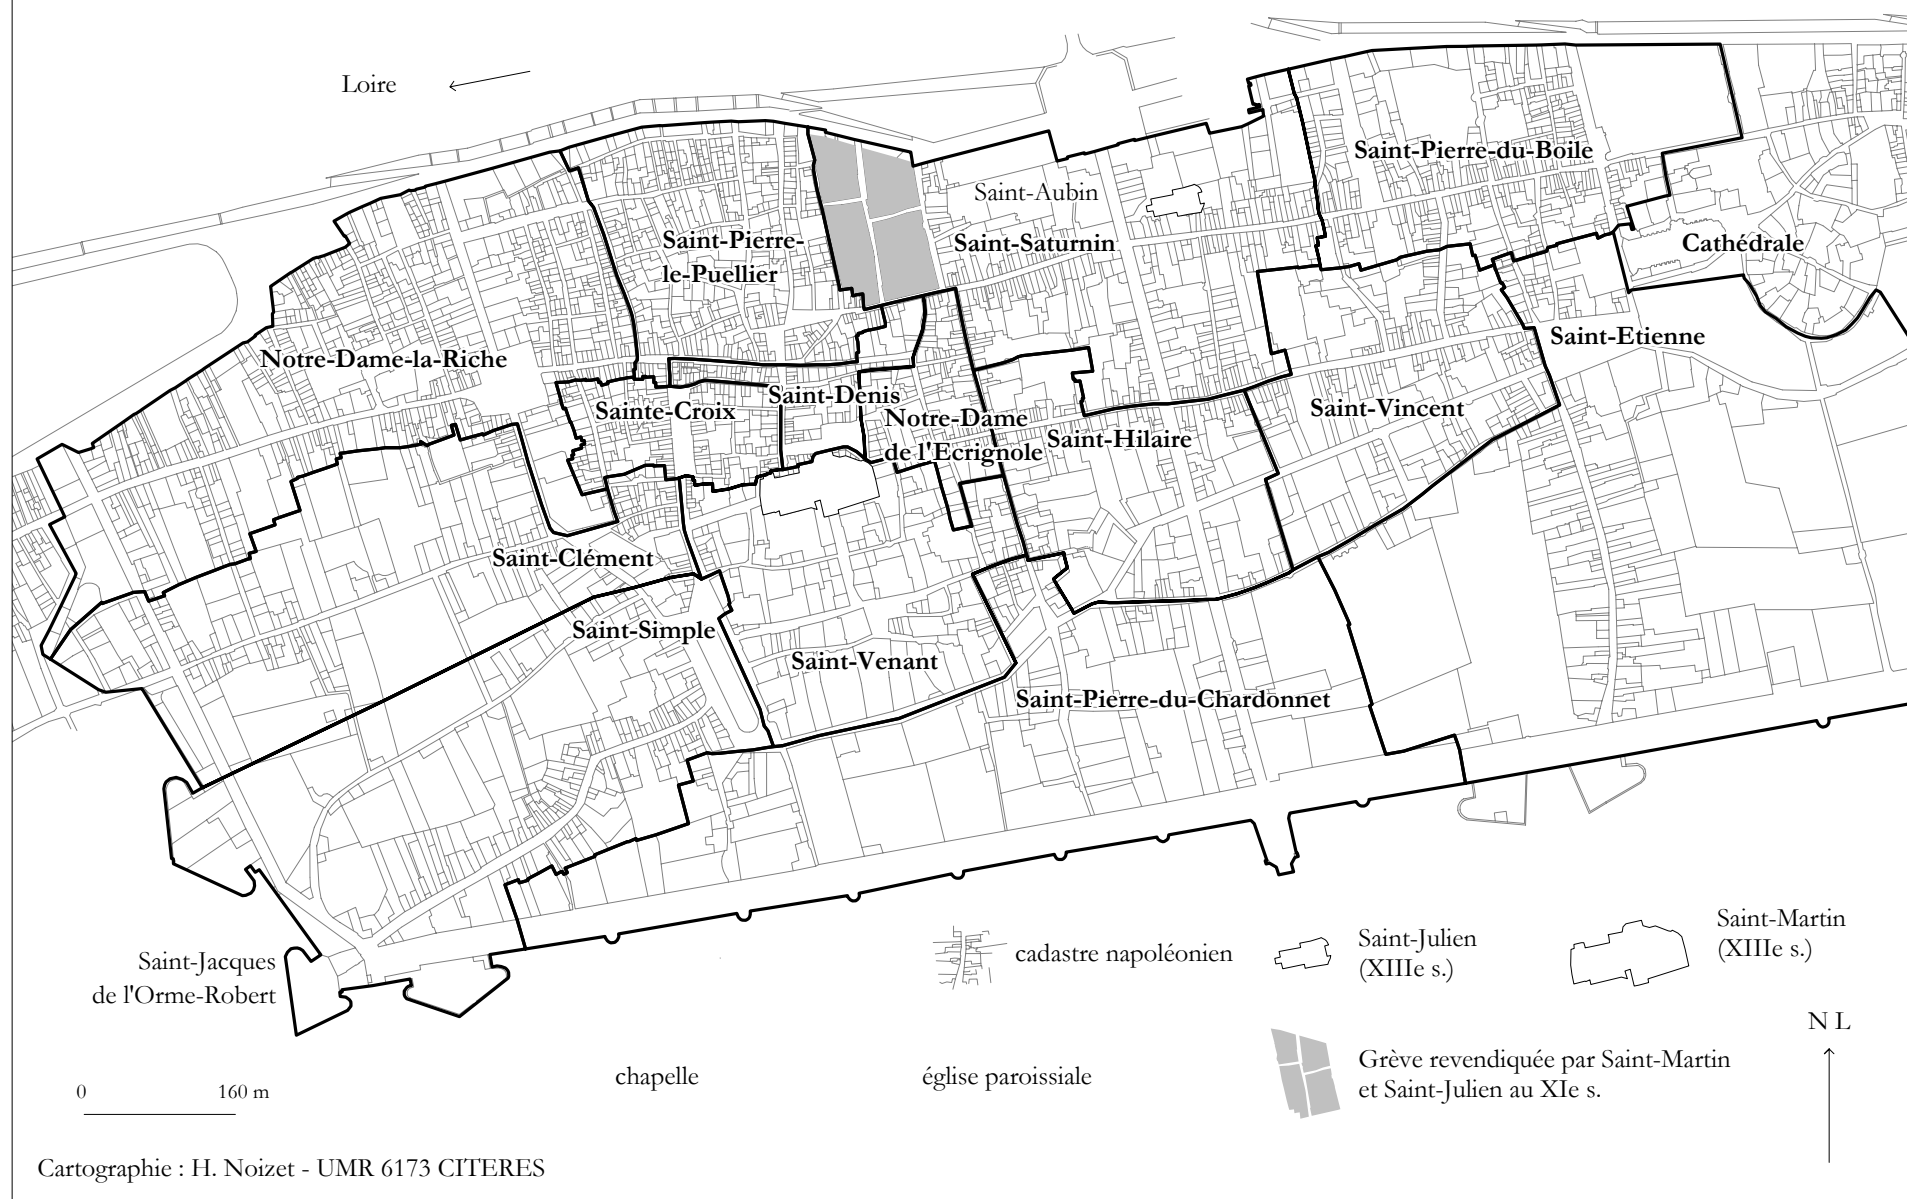 Loire
Saint-Pierre-du-Boile
Saint-Aubin
Saint-Pierre-
le-Puellier
Saint-Saturnin
Cathédrale
Saint-Etienne
Notre-Dame-la-Riche
Sainte-Croix
Saint-Denis
Notre-Dame
de l'Ecrignole
Saint-Hilaire
Saint-Vincent
Saint-Clément
Saint-Simple
Saint-Venant
Saint-Pierre-du-Chardonnet
Saint-Jacques
de l'Orme-Robert
cadastre napoléonien
Saint-Julien
(XIIIe s.)
Saint-Martin
(XIIIe s.)
N L
chapelle
église paroissiale
Grève revendiquée par Saint-Martin
et Saint-Julien au XIe s.
0 160 m
Cartographie : H. Noizet - UMR 6173 CITERES